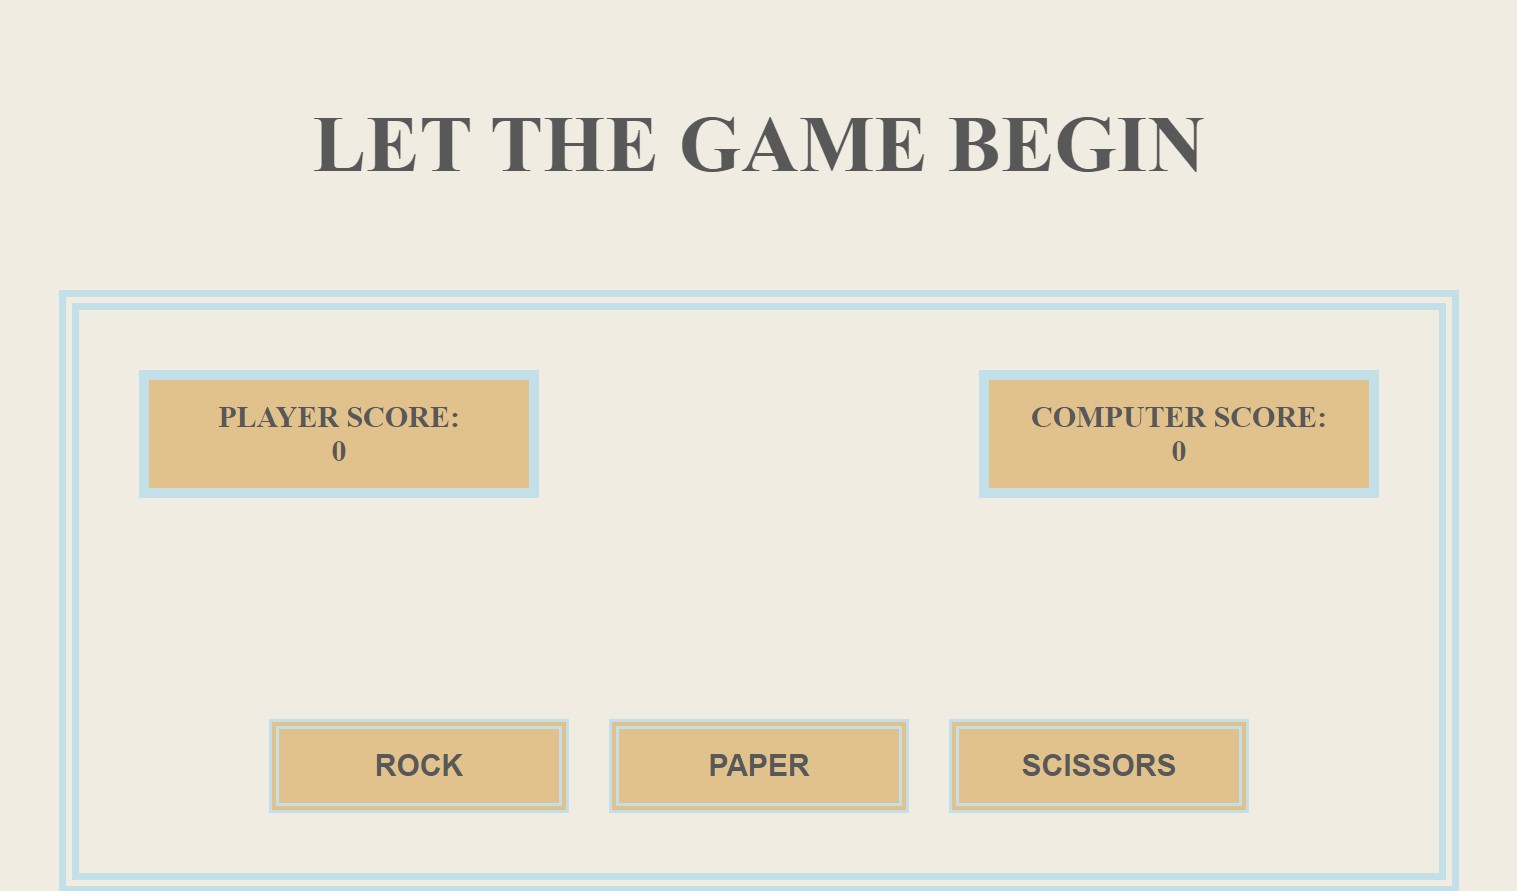 LET THE GAME BEGIN
PLAYER SCORE:
0
COMPUTER SCORE:
0
ROCK
PAPER
SCISSORS